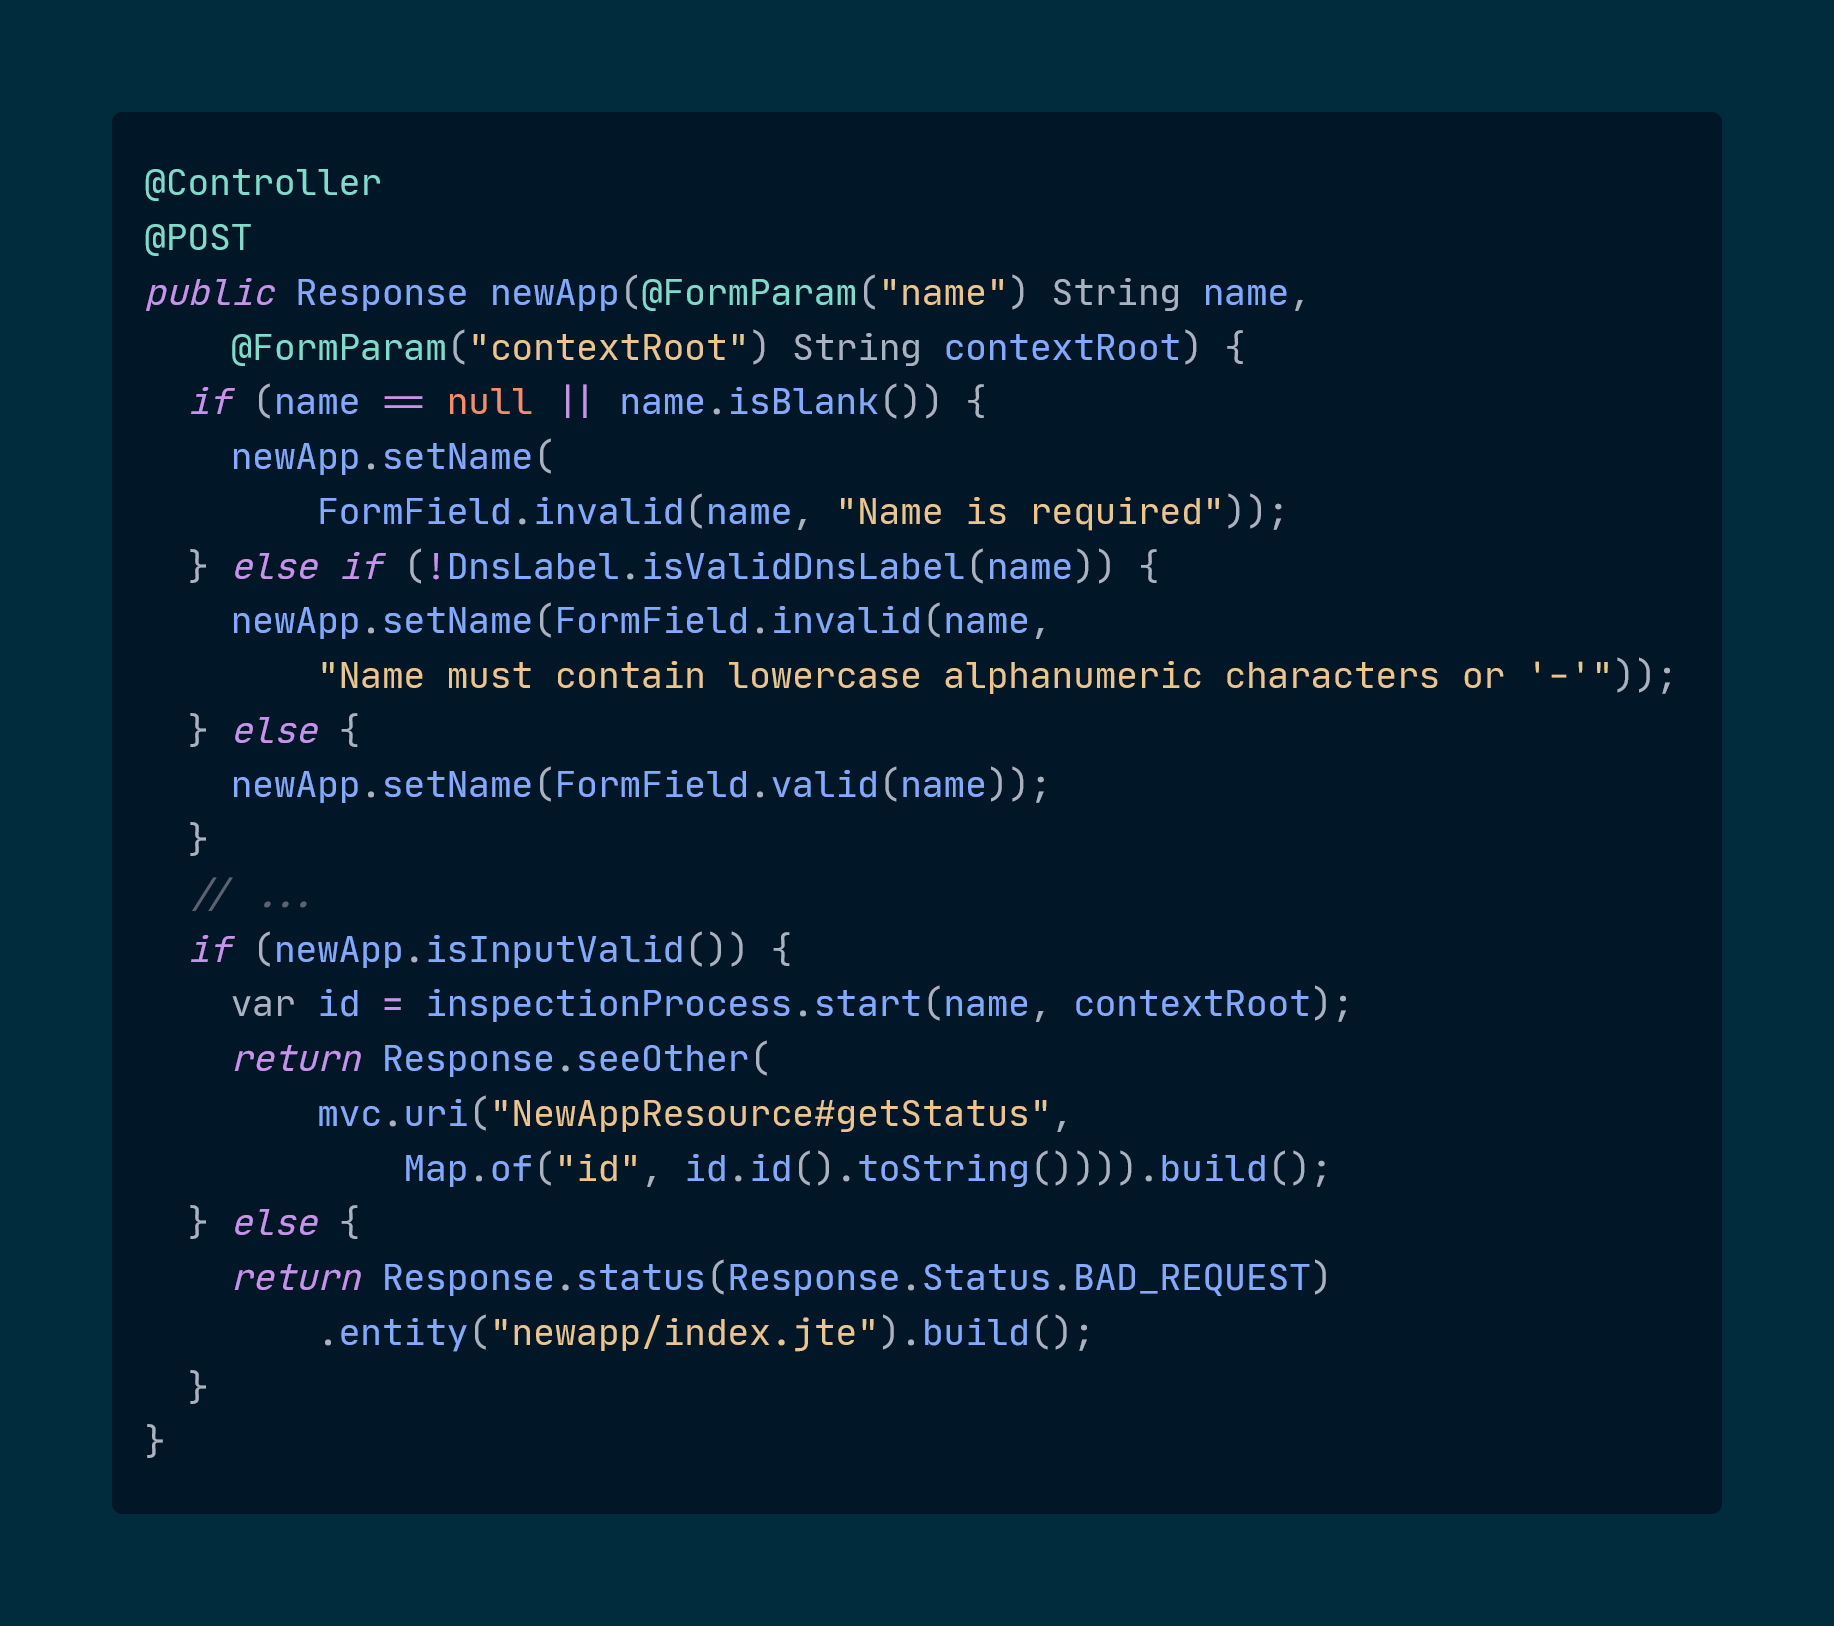 @Controller
@POST
public Response newApp(@FormParam("name") String name,
    @FormParam("contextRoot") String contextRoot) {
  if (name == null || name.isBlank()) {
    newApp.setName(
        FormField.invalid(name, "Name is required"));
  } else if (!DnsLabel.isValidDnsLabel(name)) {
    newApp.setName(FormField.invalid(name,
        "Name must contain lowercase alphanumeric characters or '-'"));
  } else {
    newApp.setName(FormField.valid(name));
  }
  // ...
  if (newApp.isInputValid()) {
    var id = inspectionProcess.start(name, contextRoot);
    return Response.seeOther(
        mvc.uri("NewAppResource#getStatus",
            Map.of("id", id.id().toString()))).build();
  } else {
    return Response.status(Response.Status.BAD_REQUEST)
        .entity("newapp/index.jte").build();
  }
}